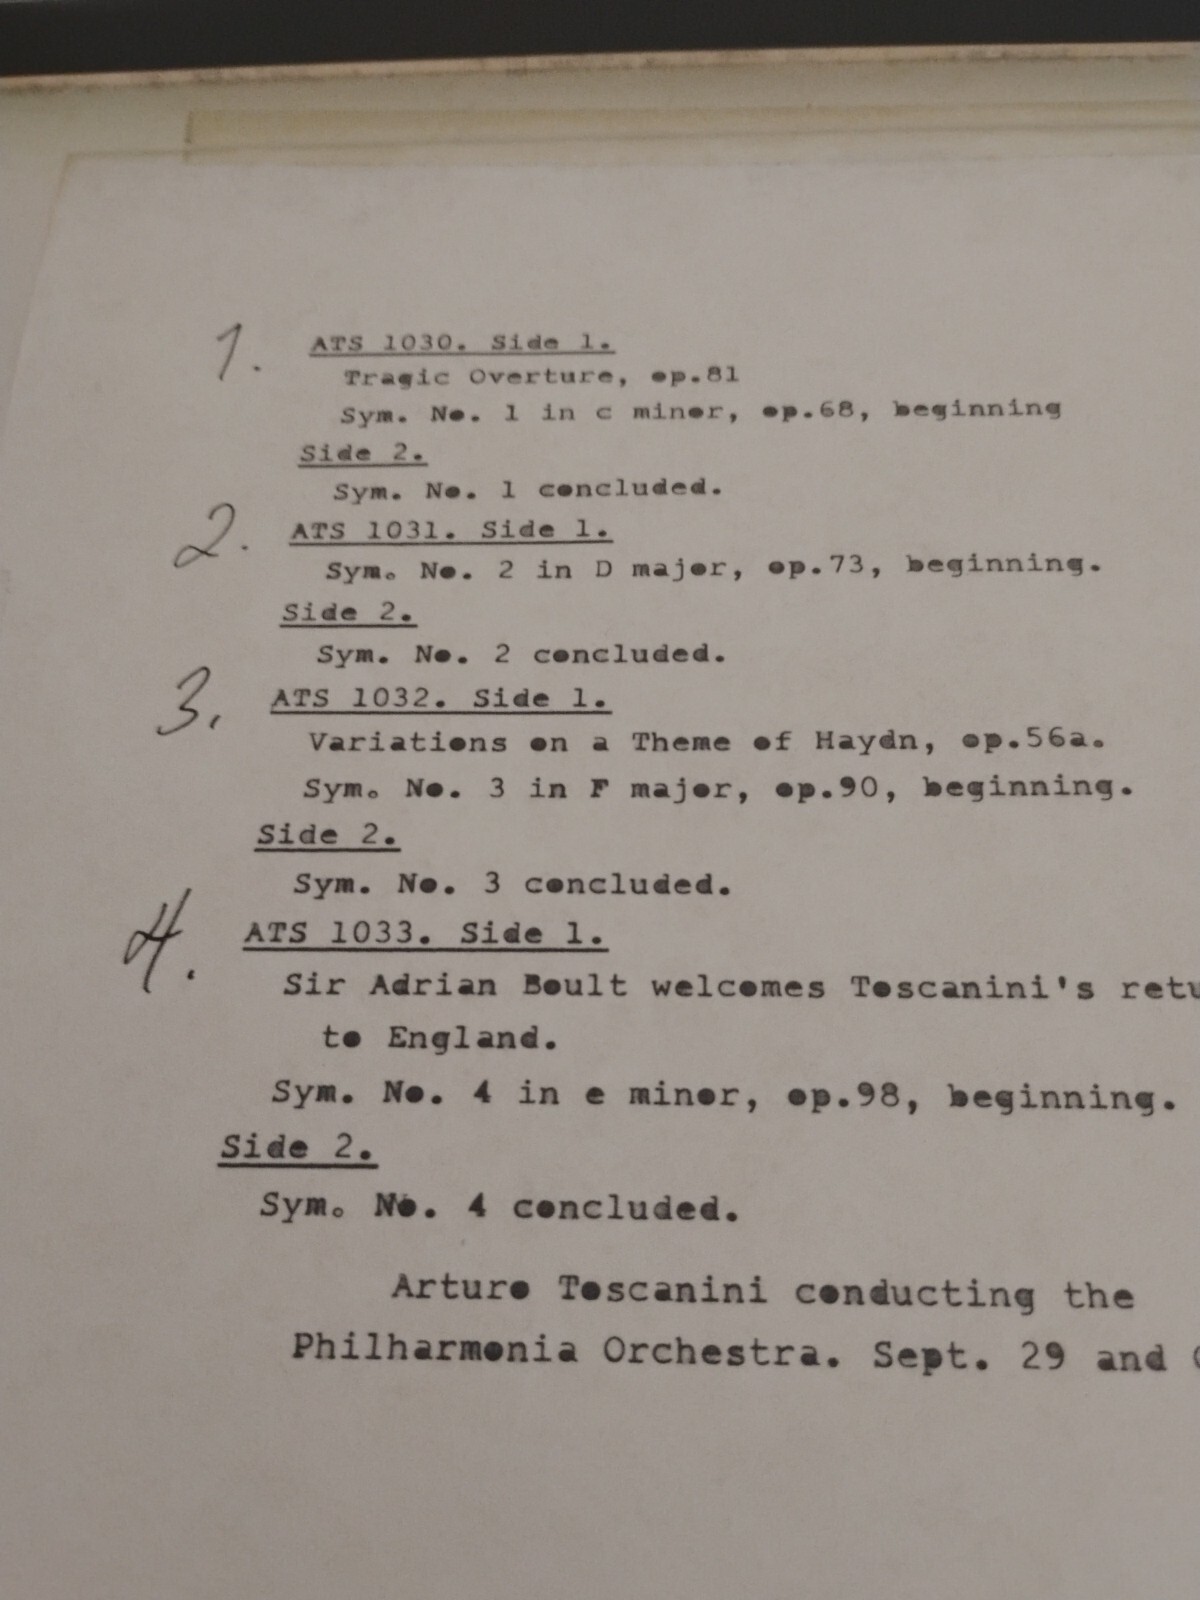 1. ATS 1030. Side 1.
Tragic Overture, op.81
Sym. No. 1 in c minor, op.68, beginning
Side 2.
Sym. No. 1 concluded.
2. ATS 1031. Side 1.
Sym. No. 2 in D major, op.73, beginning.
Side 2.
Sym. No. 2 concluded.
3. ATS 1032. Side 1.
Variations on a Theme of Haydn, op.56a.
Sym. No. 3 in F major, op.90, beginning.
Side 2.
Sym. No. 3 concluded.
4. ATS 1033. Side 1.
Sir Adrian Boult welcomes Toscanini's
to England.
Sym. No. 4 in e minor, op.98, beginning.
Side 2.
Sym. No. 4 concluded.
Arturo Toscanini conducting the
Philharmonia Orchestra. Sept. 29 and